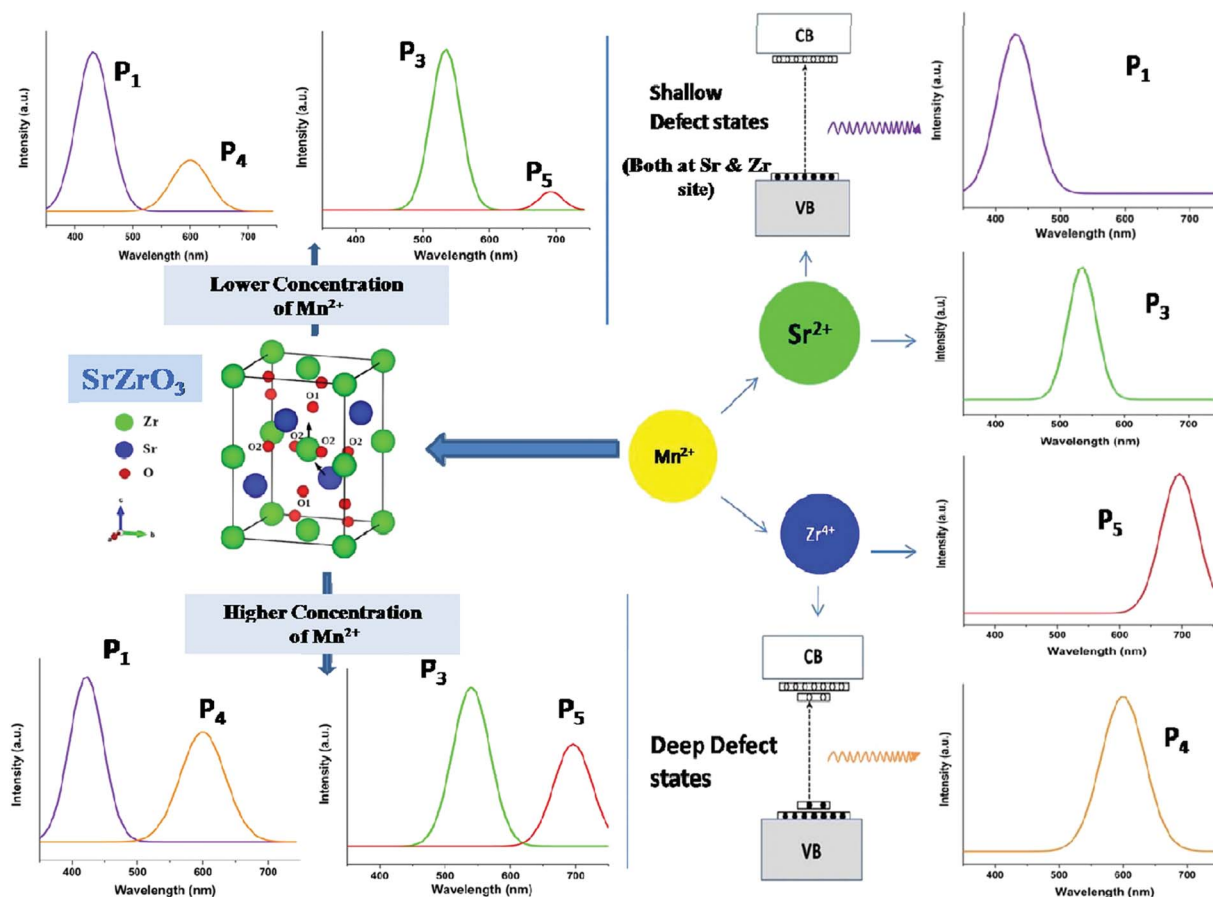 P1
P4
Intensity (a.u.)
400 500 600 700
Wavelength (nm)
P3
P5
Intensity (a.u.)
400 500 600 700
Wavelength (nm)
Lower Concentration
of Mn2+
SrZrO3
Zr
Sr
O
O1
O2
O2
O2
O2
O1
c
a
b
Higher Concentration
of Mn2+
P1
P4
Intensity (a.u.)
400 500 600 700
Wavelength (nm)
P3
P5
Intensity (a.u.)
400 500 600 700
Wavelength (nm)
CB
Shallow
Defect states
(Both at Sr & Zr
site)
VB
Sr2+
Mn2+
Zr4+
CB
Deep Defect
states
VB
P1
Intensity (a.u.)
400 500 600 700
Wavelength (nm)
P3
Intensity (a.u.)
400 500 600 700
Wavelength (nm)
P5
Intensity (a.u.)
400 500 600 700
Wavelength (nm)
P4
Intensity (a.u.)
400 500 600 700
Wavelength (nm)